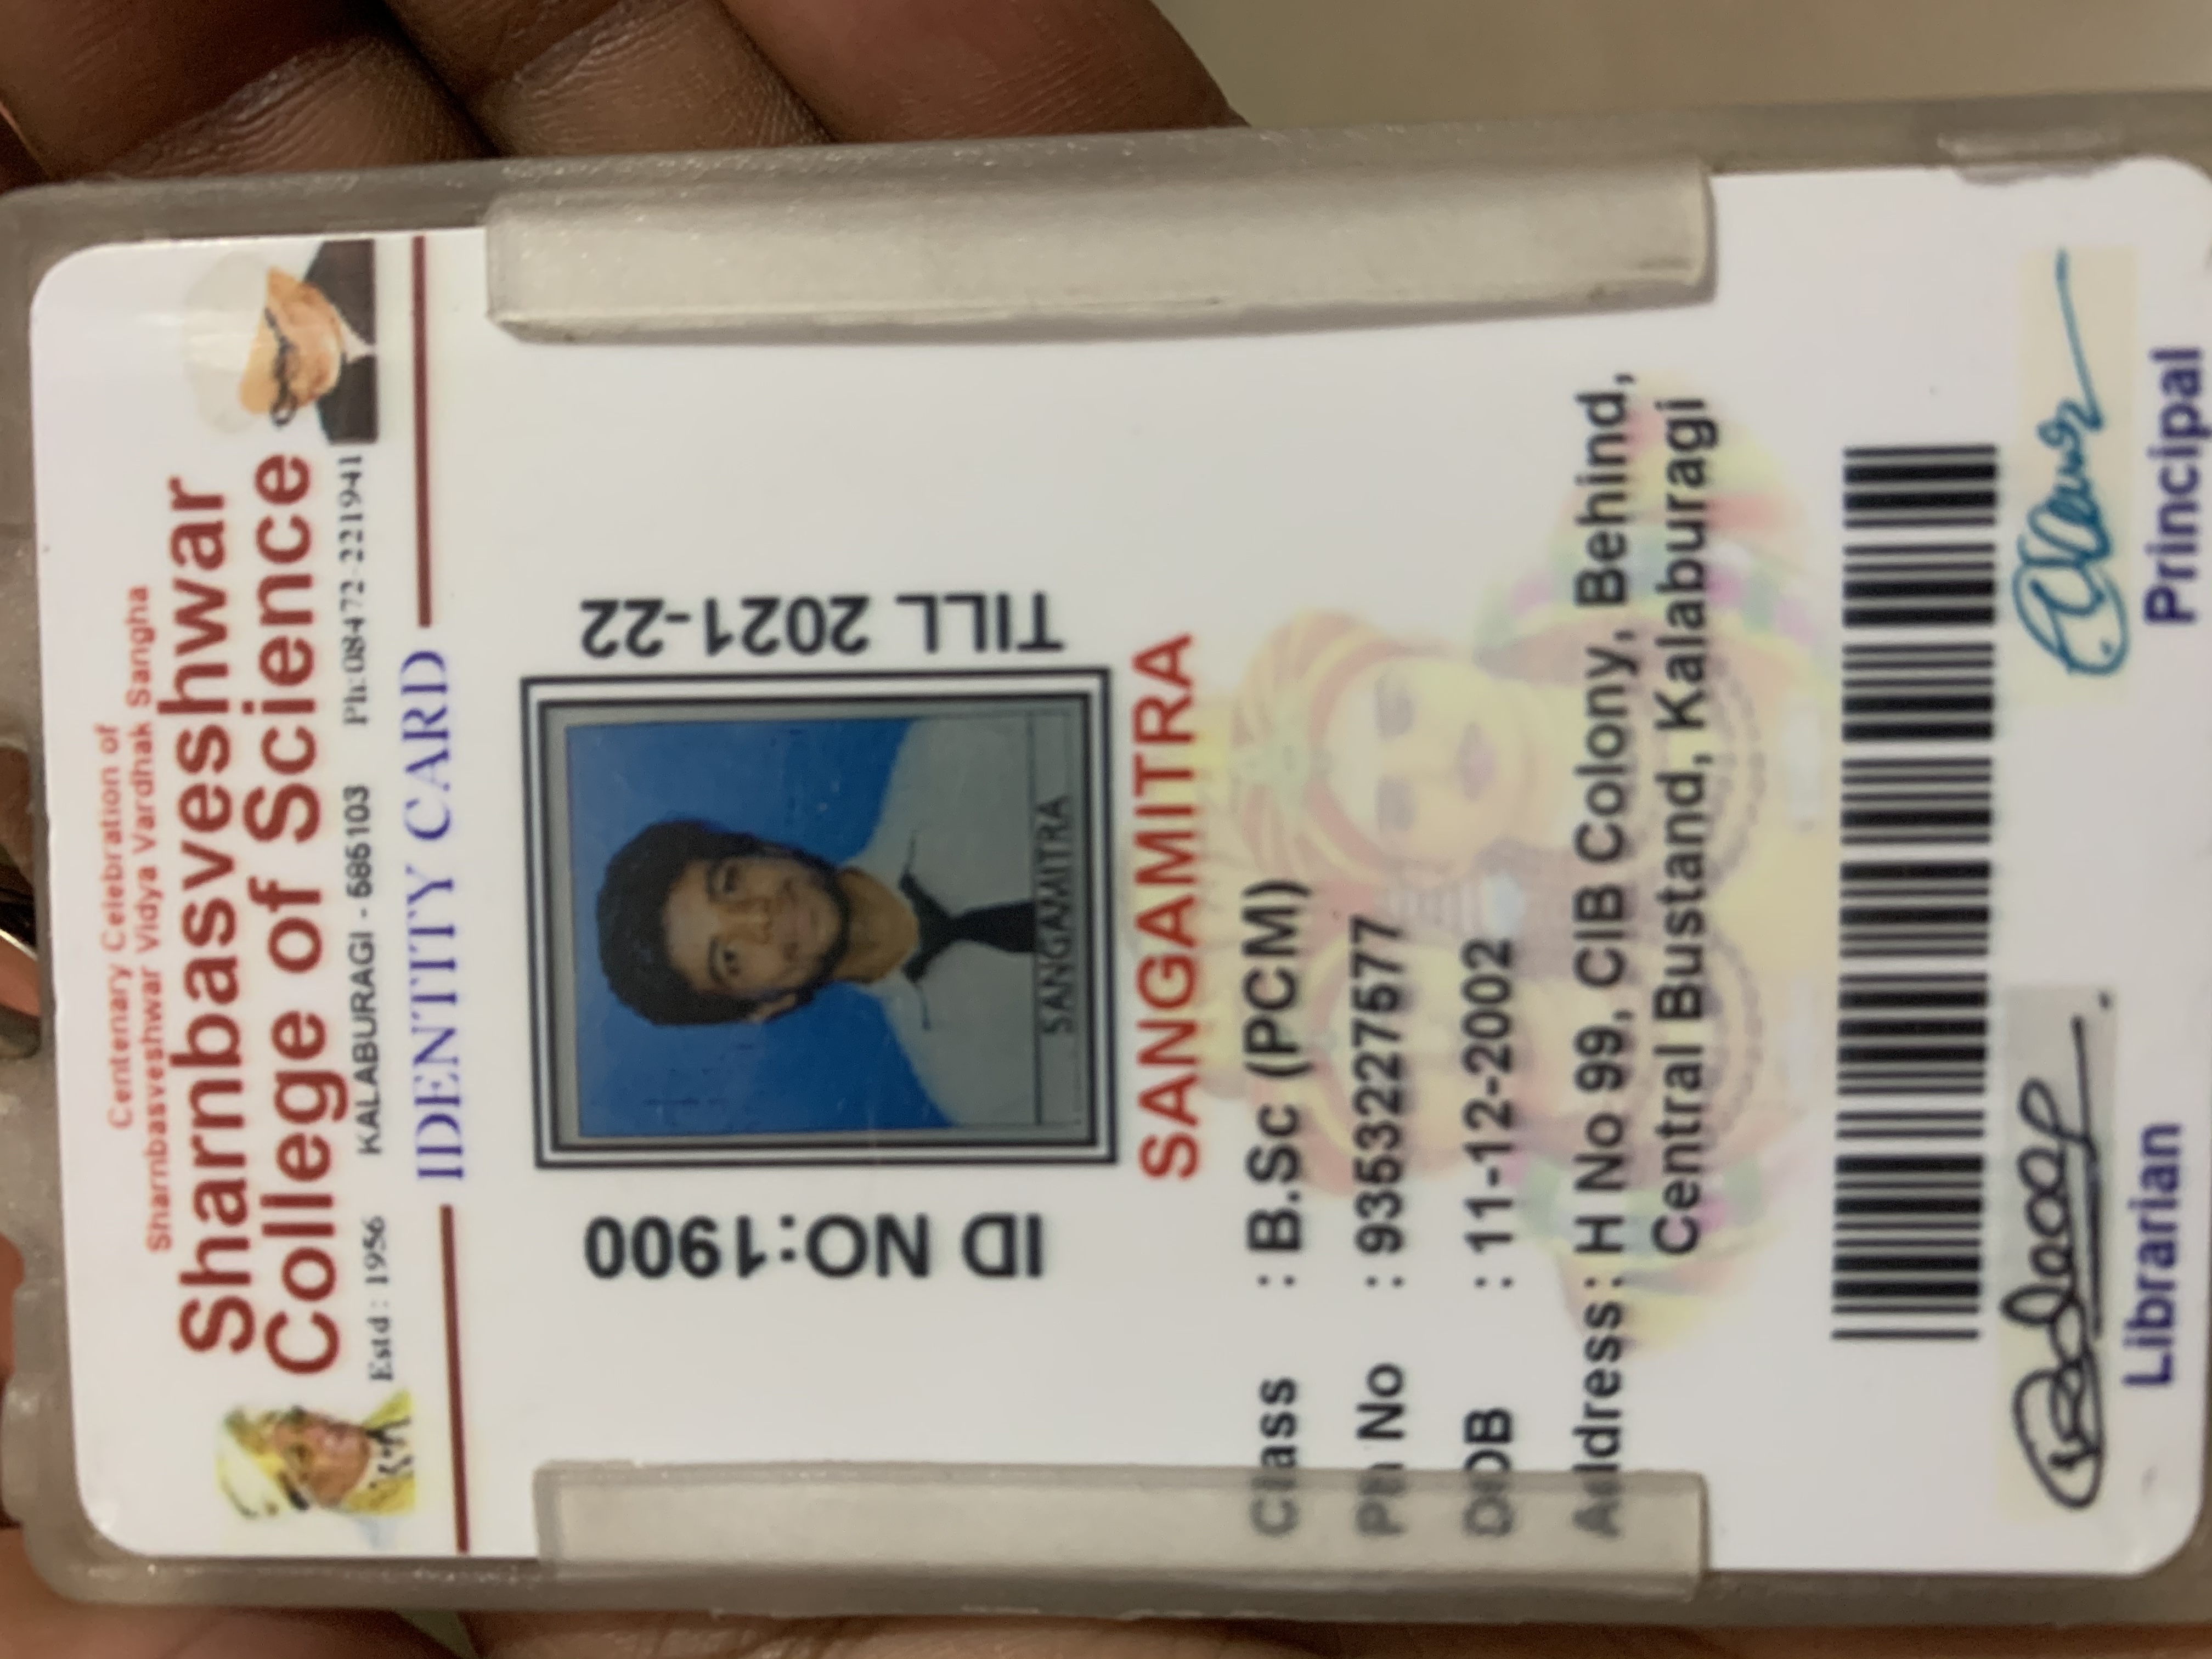 Centenary Celebration of
Sharnbasveshwar Vidya Vardhak Sangha
Sharnbasveshwar
College of Science
Estd : 1956 KALABURAGI - 585103 Ph:08472-221941
IDENTITY CARD
ID NO:1900
TILL 2021-22
SANGAMITRA
SANGAMITRA
Class : B.Sc (PCM)
Ph No : 9353227577
DOB : 11-12-2002
Address : H No 99, CIB Colony, Behind,
Central Bustand, Kalaburagi
Librarian
Principal